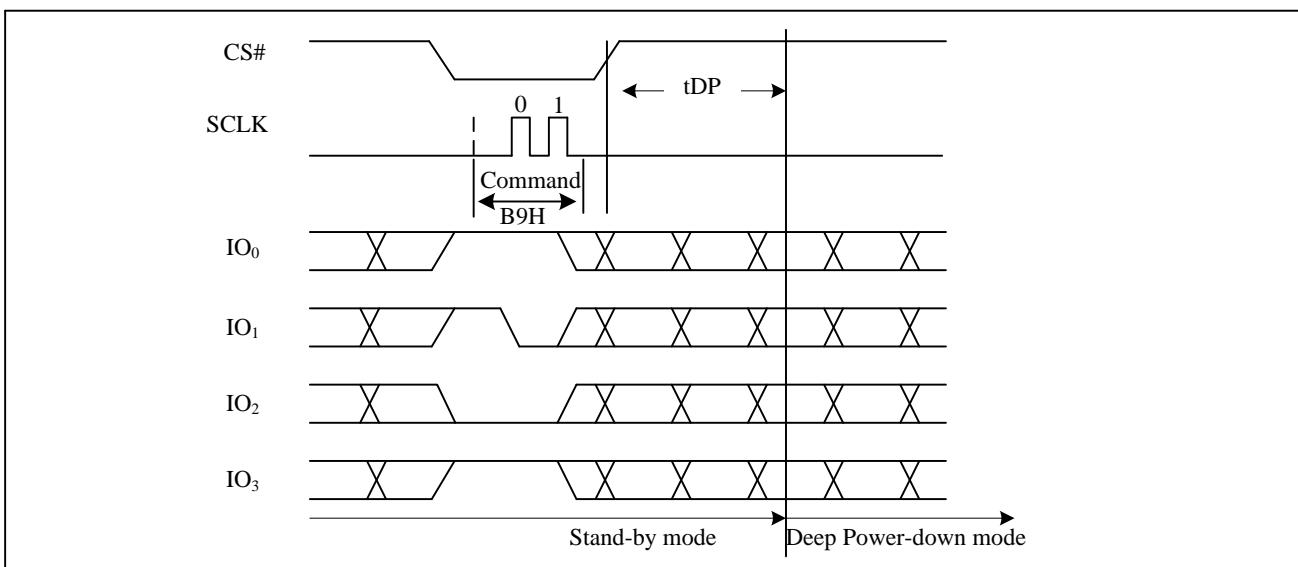 CS#
tDP
0 1
SCLK
Command
B9H
IO0
IO1
IO2
IO3
Stand-by mode Deep Power-down mode